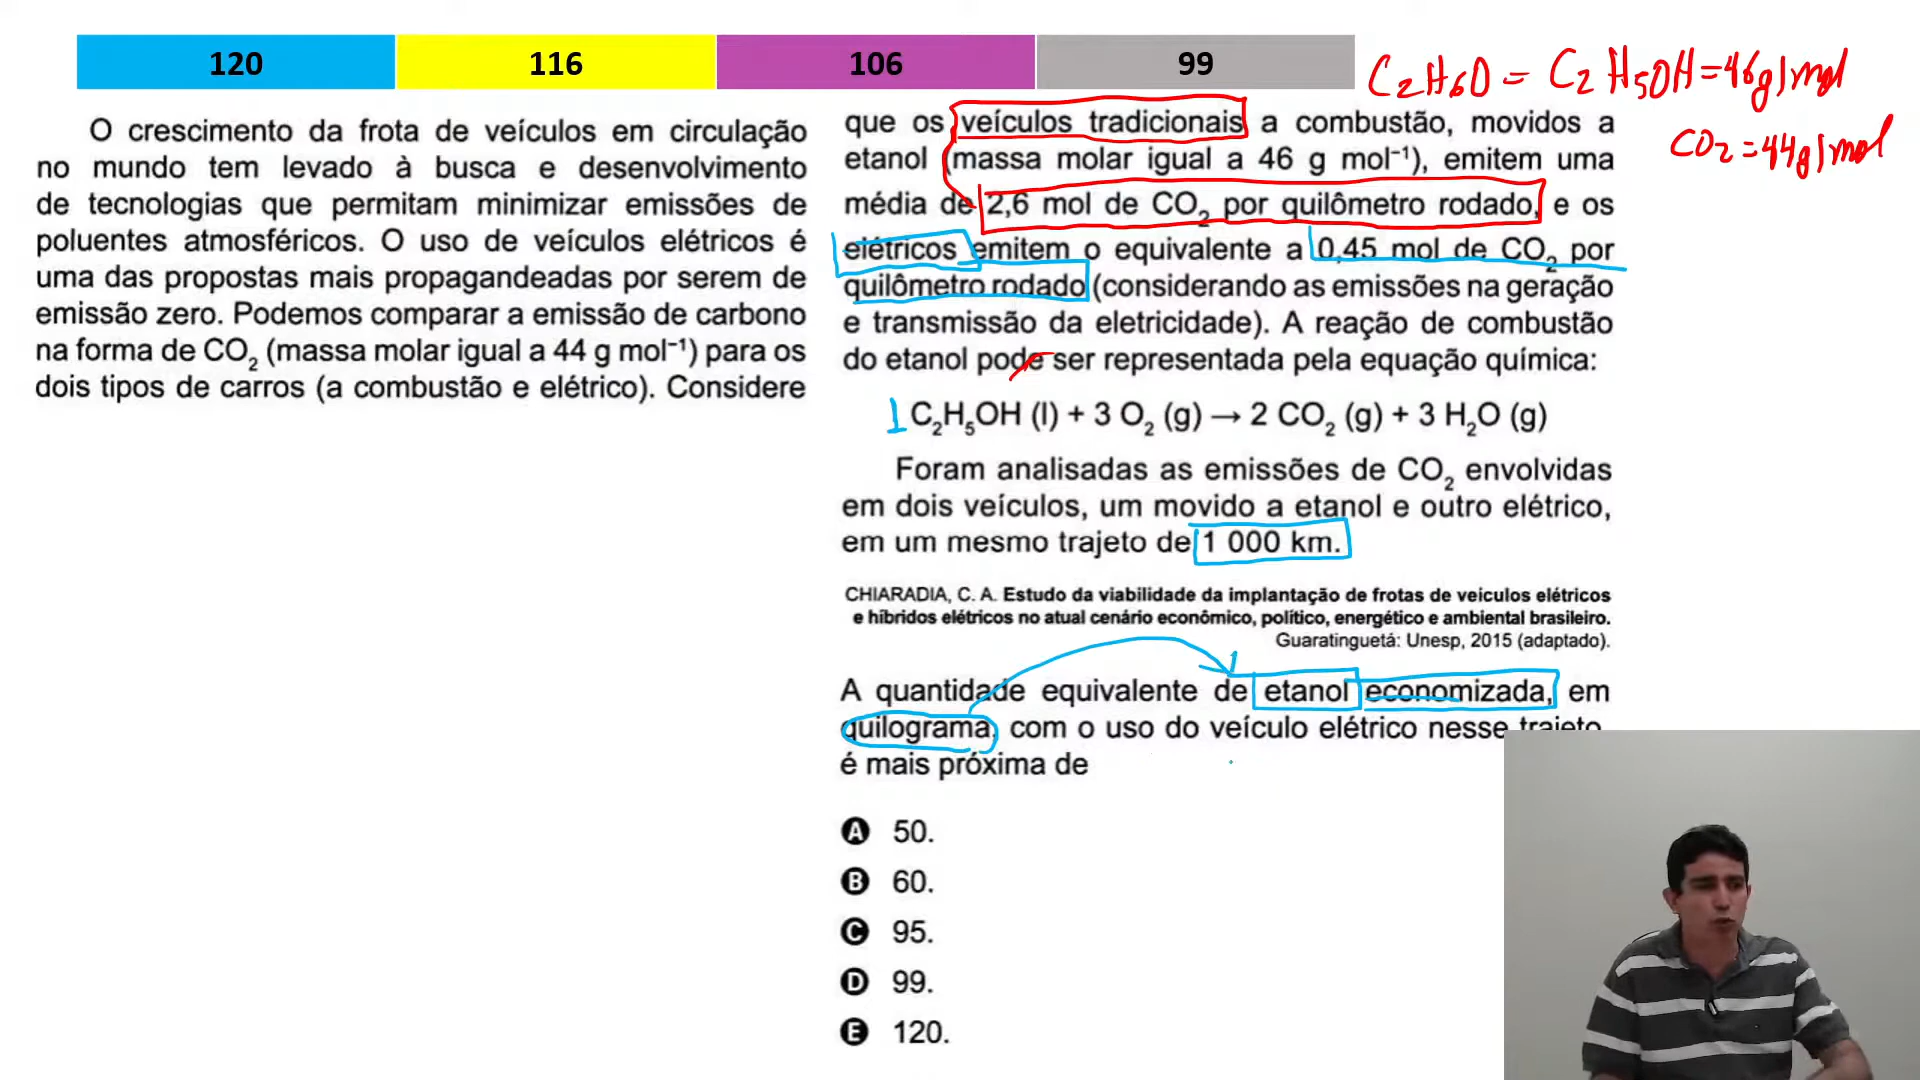 120 116 106 99
C2H6O = C2H5OH = 46g/mol
CO2 = 44g/mol
O crescimento da frota de veículos em circulação
no mundo tem levado à busca e desenvolvimento
de tecnologias que permitam minimizar emissões de
poluentes atmosféricos. O uso de veículos elétricos é
uma das propostas mais propagandeadas por serem de
emissão zero. Podemos comparar a emissão de carbono
na forma de CO₂ (massa molar igual a 44 g mol⁻¹) para os
dois tipos de carros (a combustão e elétrico). Considere
que os veículos tradicionais a combustão, movidos a
etanol (massa molar igual a 46 g mol⁻¹), emitem uma
média de 2,6 mol de CO₂ por quilômetro rodado, e os
elétricos emitem o equivalente a 0,45 mol de CO₂ por
quilômetro rodado (considerando as emissões na geração
e transmissão da eletricidade). A reação de combustão
do etanol pode ser representada pela equação química:
1 C₂H₅OH (l) + 3 O₂ (g) → 2 CO₂ (g) + 3 H₂O (g)
Foram analisadas as emissões de CO₂ envolvidas
em dois veículos, um movido a etanol e outro elétrico,
em um mesmo trajeto de 1 000 km.
CHIARADIA, C. A. Estudo da viabilidade da implantação de frotas de veículos elétricos
e híbridos elétricos no atual cenário econômico, político, energético e ambiental brasileiro.
Guaratinguetá: Unesp, 2015 (adaptado).
A quantidade equivalente de etanol economizada, em
quilograma, com o uso do veículo elétrico nesse trajeto
é mais próxima de
A 50.
B 60.
C 95.
D 99.
E 120.